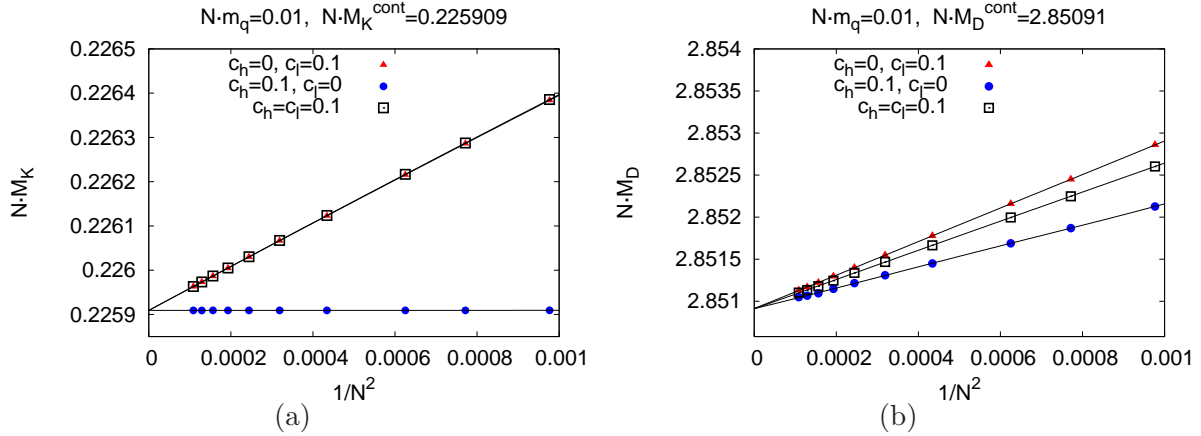 N·m_q=0.01, N·M_K^cont=0.225909
0.2265
0.2264
0.2263
0.2262
0.2261
0.226
0.2259
N·M_K
c_h=0, c_l=0.1
c_h=0.1, c_l=0
c_h=c_l=0.1
0 0.0002 0.0004 0.0006 0.0008 0.001
1/N^2
(a)
N·m_q=0.01, N·M_D^cont=2.85091
2.854
2.8535
2.853
2.8525
2.852
2.8515
2.851
N·M_D
c_h=0, c_l=0.1
c_h=0.1, c_l=0
c_h=c_l=0.1
0 0.0002 0.0004 0.0006 0.0008 0.001
1/N^2
(b)